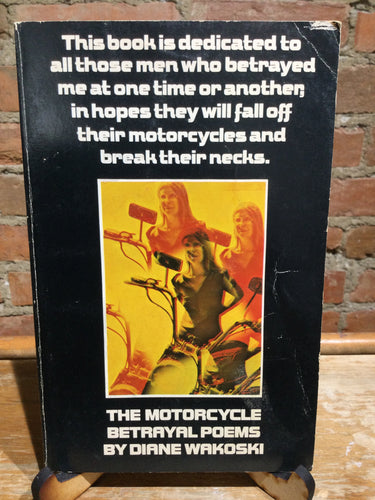 This book is dedicated to
all those men who betrayed
me at one time or another,
in hopes they will fall off
their motorcycles and
break their necks.
THE MOTORCYCLE
BETRAYAL POEMS
BY DIANE WAKOSKI